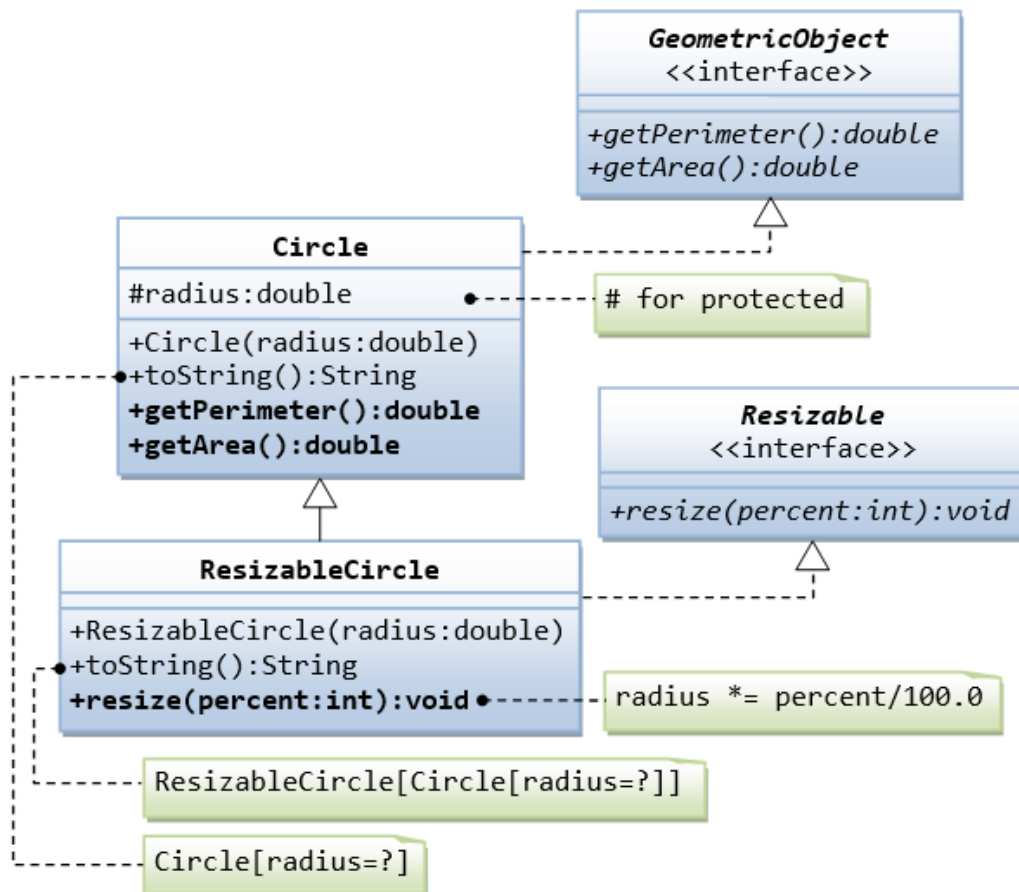 GeometricObject
<<interface>>
+getPerimeter():double
+getArea():double
Circle
#radius:double
# for protected
+Circle(radius:double)
+toString():String
+getPerimeter():double
+getArea():double
Resizable
<<interface>>
+resize(percent:int):void
ResizableCircle
+ResizableCircle(radius:double)
+toString():String
+resize(percent:int):void
radius *= percent/100.0
ResizableCircle[Circle[radius=?]]
Circle[radius=?]